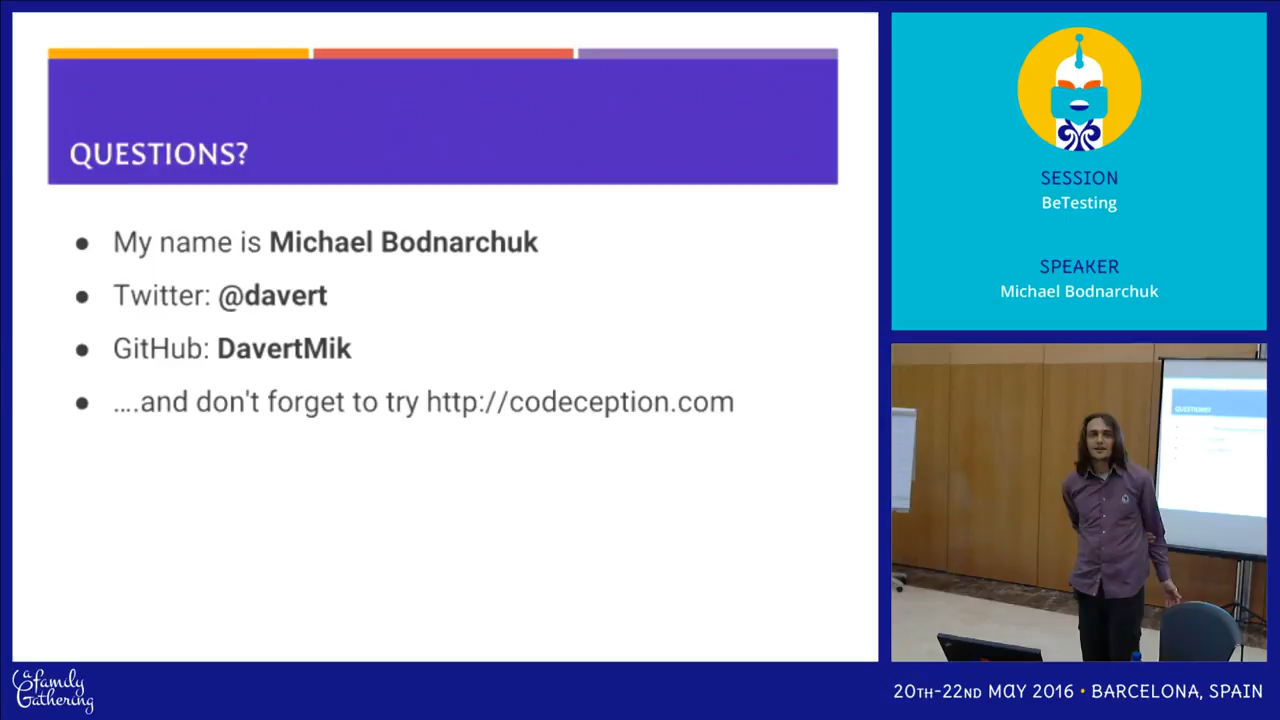 QUESTIONS?
● My name is Michael Bodnarchuk
● Twitter: @davert
● GitHub: DavertMik
● ….and don't forget to try http://codeception.com
SESSION
BeTesting
SPEAKER
Michael Bodnarchuk
QUESTIONS?
a family
Gathering
20TH-22ND MAY 2016 • BARCELONA, SPAIN